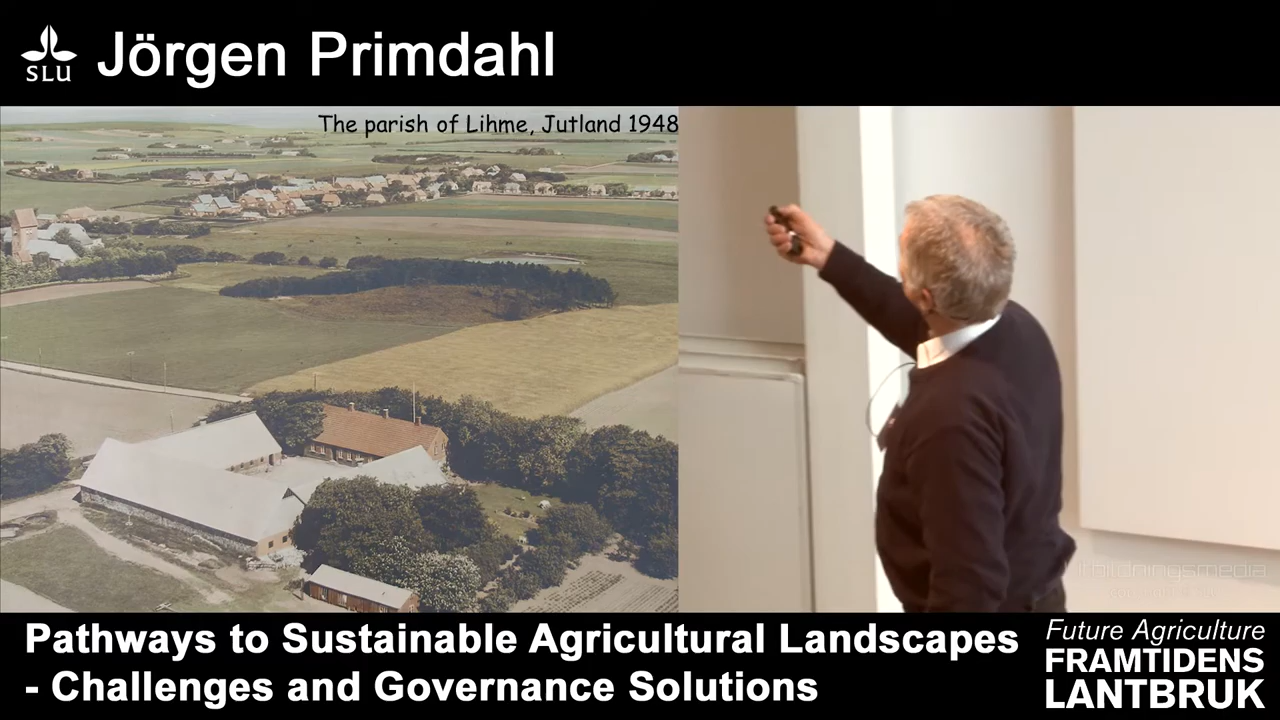 SLU
Jörgen Primdahl
The parish of Lihme, Jutland 1948
Pathways to Sustainable Agricultural Landscapes
- Challenges and Governance Solutions
Future Agriculture
FRAMTIDENS
LANTBRUK